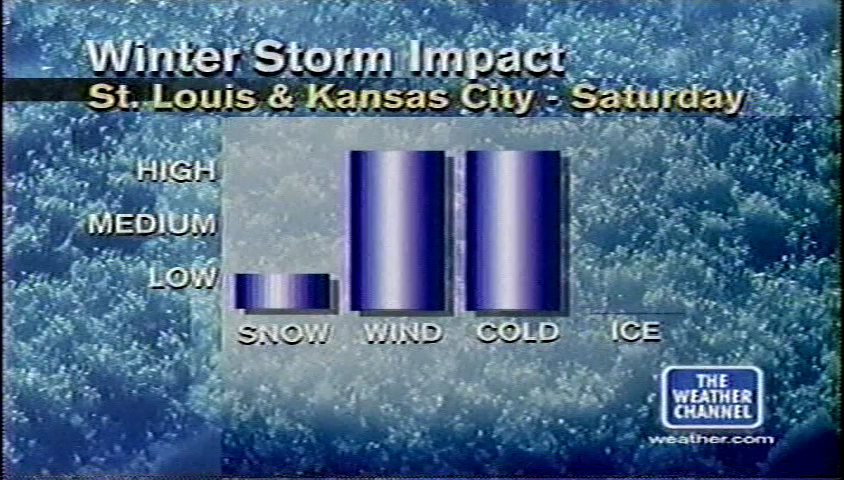 Winter Storm Impact
St. Louis & Kansas City - Saturday
HIGH
MEDIUM
LOW
SNOW WIND COLD ICE
THE
WEATHER
CHANNEL
weather.com